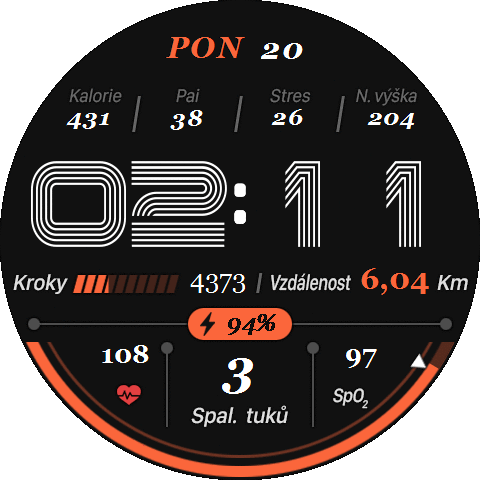 PON 20
Kalorie Pai Stres N. výška
431 38 26 204
02:11
Kroky 4373 Vzdálenost 6,04 Km
94%
108 3 97
Spal. tuků SpO2